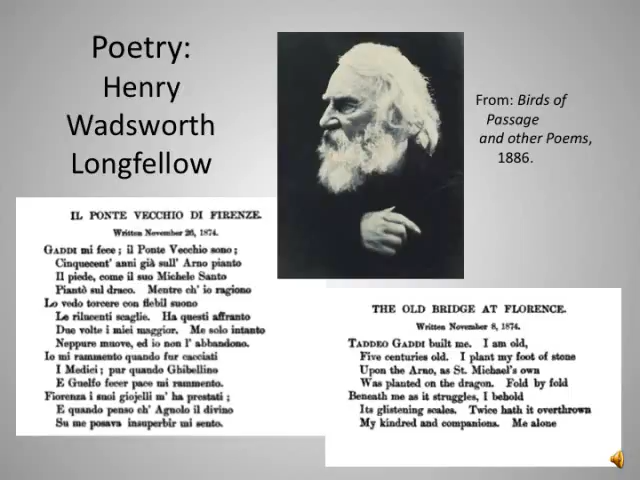 Poetry:
Henry
Wadsworth
Longfellow
From: Birds of
Passage
and other Poems,
1886.
IL PONTE VECCHIO DI FIRENZE.
Written November 26, 1874.
GADDI mi fece; il Ponte Vecchio sono;
Cinquecent' anni già sull' Arno pianto
Il piede, come il suo Michele Santo
Piantò sul draco. Mentre ch' io ragiono
Lo vedo torcere con flebil suono
Le rilucenti scaglie. Ha questi affranto
Due volte i miei maggior. Me solo intanto
Neppure muove, ed io non l' abbandono.
Io mi rammento quando fur cacciati
I Medici; pur quando Ghibellino
E Guelfo fecer pace mi rammento.
Fiorenza i suoi giojelli m' ha prestati;
E quando penso ch' Agnolo il divino
Su me posava insuperbir mi sento.
THE OLD BRIDGE AT FLORENCE.
Written November 8, 1874.
TADDEO GADDI built me. I am old,
Five centuries old. I plant my foot of stone
Upon the Arno, as St. Michael's own
Was planted on the dragon. Fold by fold
Beneath me as it struggles, I behold
Its glistening scales. Twice hath it overthrown
My kindred and companions. Me alone